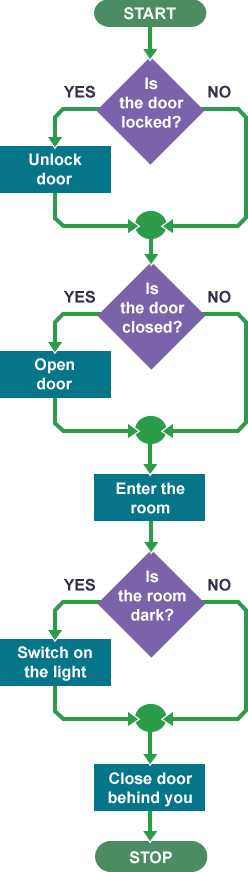 START
Is
the door
locked?
YES
NO
Unlock
door
Is
the door
closed?
YES
NO
Open
door
Enter the
room
Is
the room
dark?
YES
NO
Switch on
the light
Close door
behind you
STOP